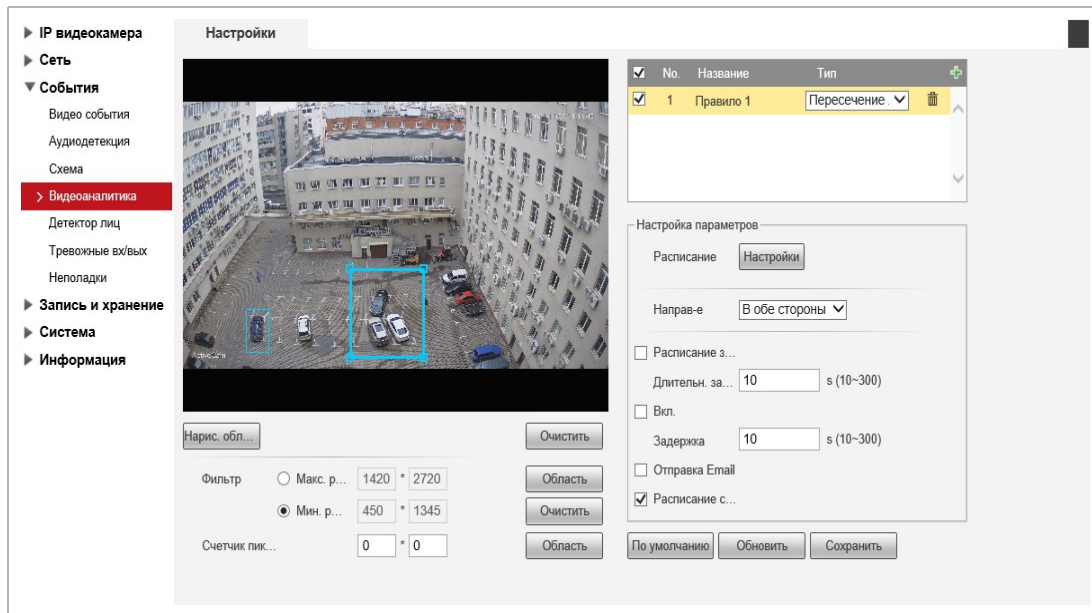 IP видеокамера
Сеть
События
Видео события
Аудиодетекция
Схема
Видеоаналитика
Детектор лиц
Тревожные вх/вых
Неполадки
Запись и хранение
Система
Информация
Настройки
ActiveCam
Нарис. обл...
Очистить
Фильтр Макс. р... 1420 * 2720 Область
Мин. р... 450 * 1345 Очистить
Счетчик пик... 0 * 0 Область
No. Название Тип
1 Правило 1 Пересечение .
Настройка параметров
Расписание Настройки
Направ-е В обе стороны
Расписание з...
Длительн. за... 10 s (10~300)
Вкл.
Задержка 10 s (10~300)
Отправка Email
Расписание с...
По умолчанию Обновить Сохранить